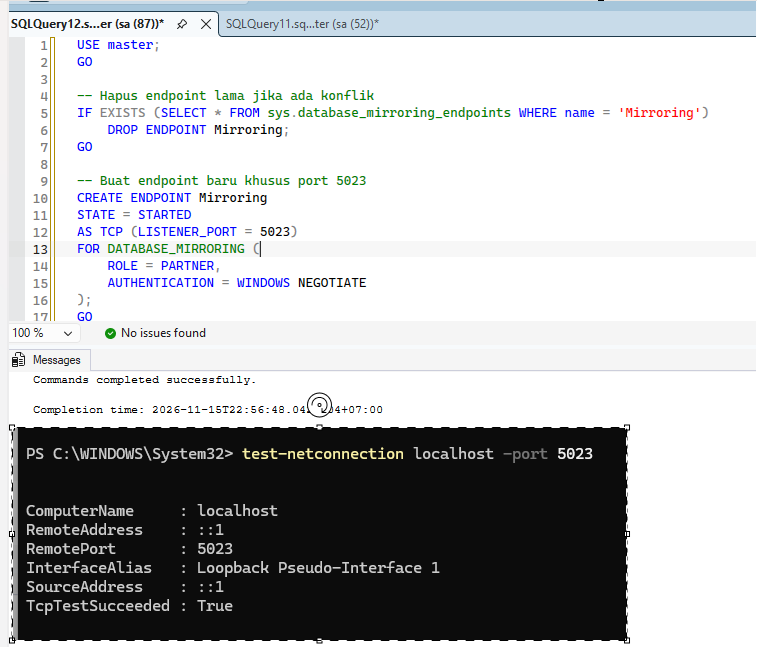 SQLQuery12.s...er (sa (87))* SQLQuery11.sq...ter (sa (52))*
1 USE master;
2 GO
3
4 -- Hapus endpoint lama jika ada konflik
5 IF EXISTS (SELECT * FROM sys.database_mirroring_endpoints WHERE name = 'Mirroring')
6 DROP ENDPOINT Mirroring;
7 GO
8
9 -- Buat endpoint baru khusus port 5023
10 CREATE ENDPOINT Mirroring
11 STATE = STARTED
12 AS TCP (LISTENER_PORT = 5023)
13 FOR DATABASE_MIRRORING (
14 ROLE = PARTNER,
15 AUTHENTICATION = WINDOWS NEGOTIATE
16 );
17 GO
100 % No issues found
Messages
Commands completed successfully.
Completion time: 2026-11-15T22:56:48.04 04+07:00
PS C:\WINDOWS\System32> test-netconnection localhost -port 5023
ComputerName : localhost
RemoteAddress : ::1
RemotePort : 5023
InterfaceAlias : Loopback Pseudo-Interface 1
SourceAddress : ::1
TcpTestSucceeded : True